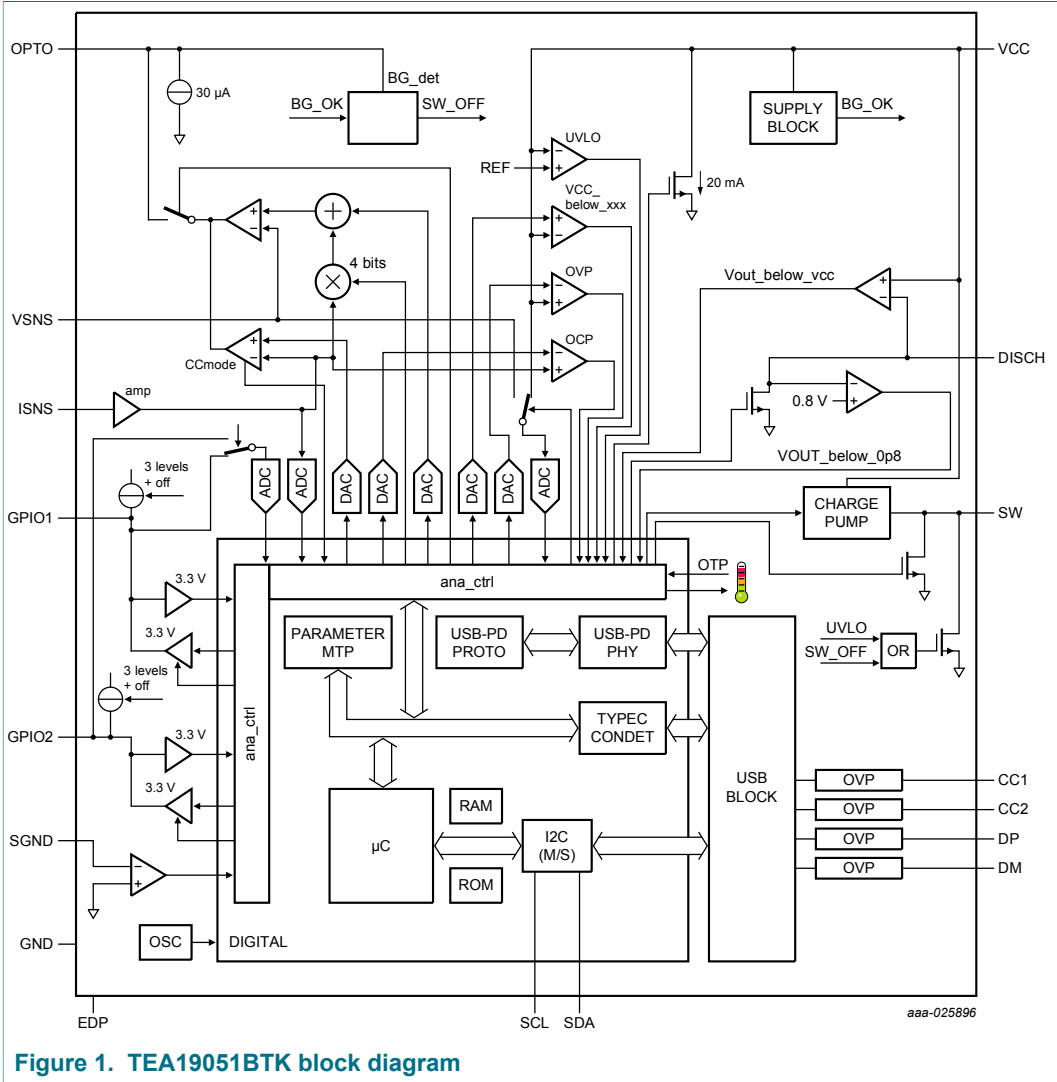 OPTO
VCC
30 µA
BG_det
BG_OK
SW_OFF
SUPPLY
BLOCK
BG_OK
UVLO
REF
−
+
20 mA
VCC_
below_xxx
+
−
+
4 bits
×
+
−
OVP
−
+
Vout_below_vcc
+
−
VSNS
CCmode
+
−
OCP
−
+
DISCH
amp
ISNS
0.8 V
−
+
VOUT_below_0p8
3 levels
+ off
ADC
ADC
DAC
DAC
DAC
DAC
DAC
ADC
GPIO1
CHARGE
PUMP
SW
ana_ctrl
OTP
3.3 V
3.3 V
PARAMETER
MTP
USB-PD
PROTO
USB-PD
PHY
UVLO
SW_OFF
OR
3 levels
+ off
ana_ctrl
TYPEC
CONDET
GPIO2
3.3 V
3.3 V
USB
BLOCK
OVP
CC1
OVP
CC2
OVP
DP
OVP
DM
RAM
µC
I2C
(M/S)
ROM
SGND
−
+
GND
OSC
DIGITAL
EDP
SCL
SDA
aaa-025896
Figure 1. TEA19051BTK block diagram